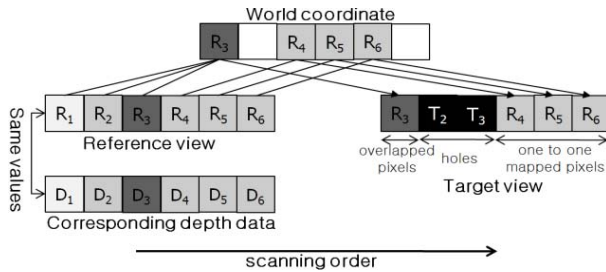 World coordinate
R3 R4 R5 R6
Same values
R1 R2 R3 R4 R5 R6
Reference view
R3 T2 T3 R4 R5 R6
overlapped pixels
holes
one to one mapped pixels
Target view
D1 D2 D3 D4 D5 D6
Corresponding depth data
scanning order